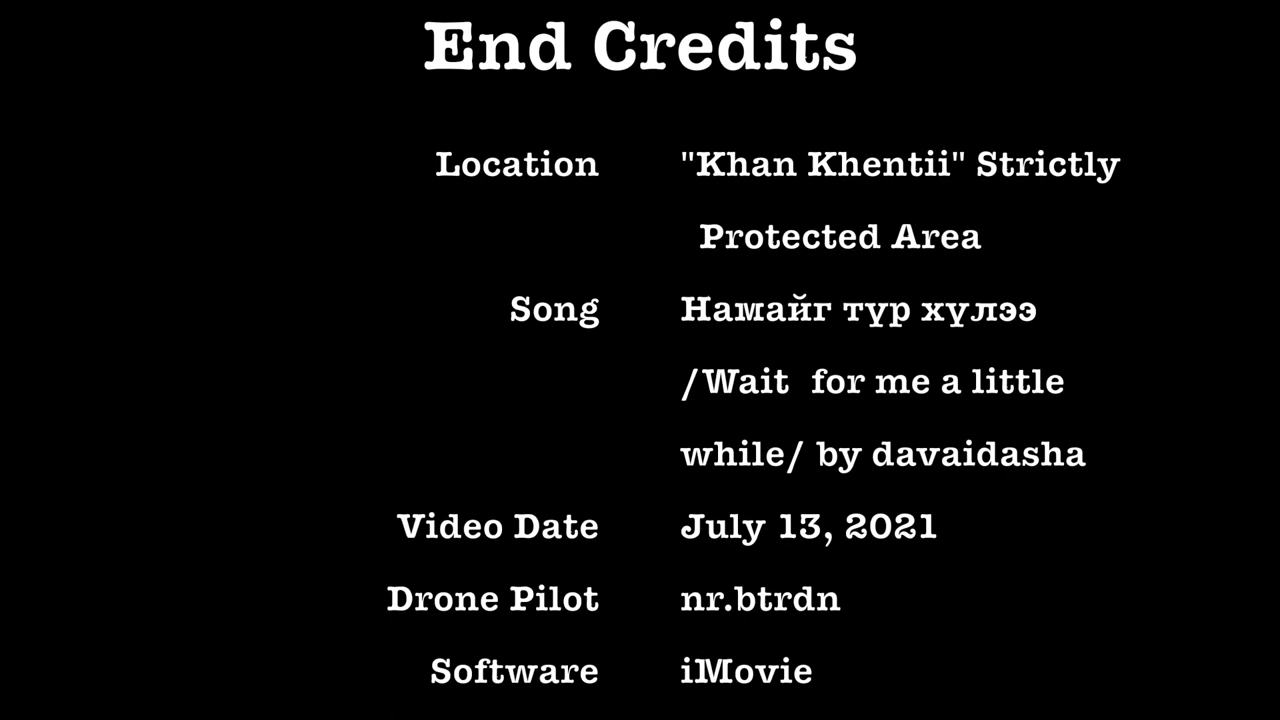 End Credits
Location "Khan Khentii" Strictly
Protected Area
Song Намайг түр хүлээ
/Wait  for me a little
while/ by davaidasha
Video Date July 13, 2021
Drone Pilot nr.btrdn
Software iMovie